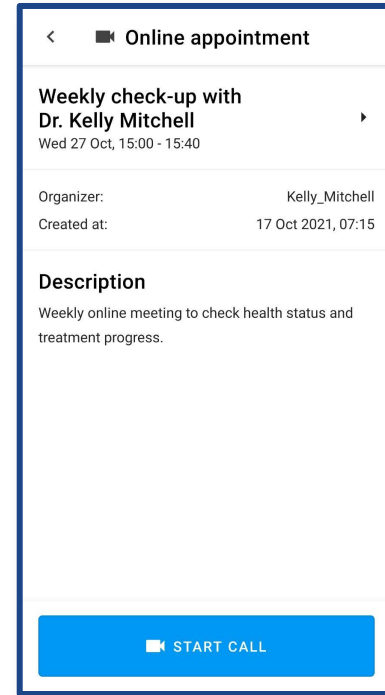 Online appointment
Weekly check-up with
Dr. Kelly Mitchell
Wed 27 Oct, 15:00 - 15:40
Organizer: Kelly_Mitchell
Created at: 17 Oct 2021, 07:15
Description
Weekly online meeting to check health status and
treatment progress.
START CALL